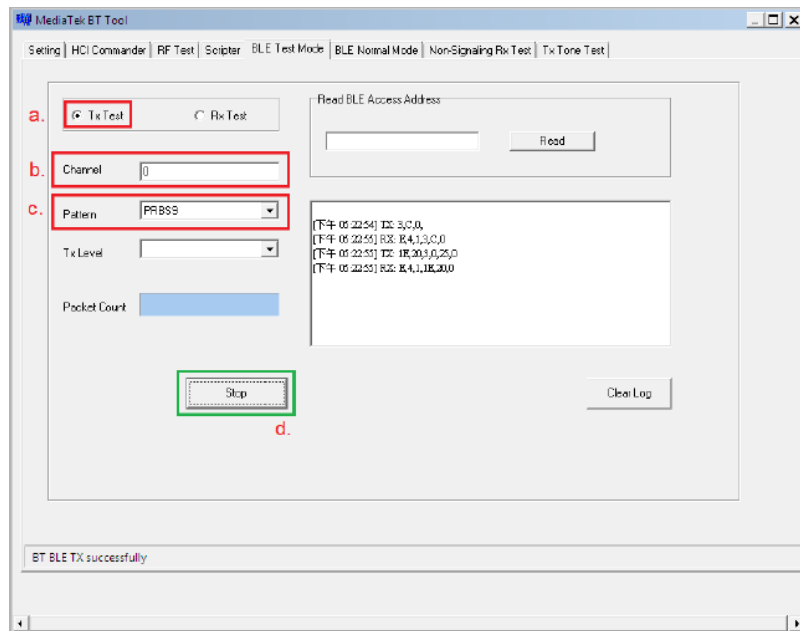 MediaTek BT Tool
Setting HCI Commander RF Test Scripter BLE Test Mode BLE Normal Mode Non-Signaling Rx Test Tx Tone Test
a. Tx Test Rx Test
Read BLE Access Address
Read
b. Channel 0
c. Pattern PRBS9
Tx Level
Packet Count
[下午 05:22:54] TX: 3,C,0,
[下午 05:22:55] RX: E,4,1,3,C,0
[下午 05:22:55] TX: 1E,20,3,0,25,0
[下午 05:22:55] RX: E,4,1,1E,20,0
Stop
Clear Log
d.
BT BLE TX successfully